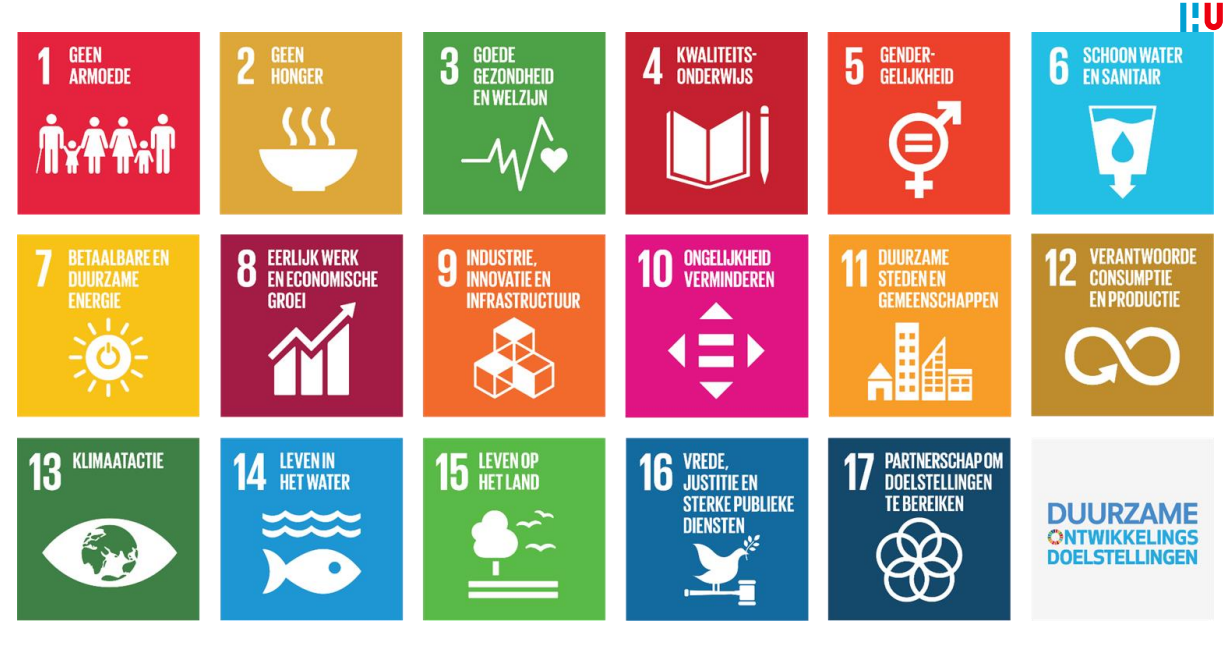 HU
1 GEEN
ARMOEDE
2 GEEN
HONGER
3 GOEDE
GEZONDHEID
EN WELZIJN
4 KWALITEITS-
ONDERWIJS
5 GENDER-
GELIJKHEID
6 SCHOON WATER
EN SANITAIR
7 BETAALBARE EN
DUURZAME
ENERGIE
8 EERLIJK WERK
EN ECONOMISCHE
GROEI
9 INDUSTRIE,
INNOVATIE EN
INFRASTRUCTUUR
10 ONGELIJKHEID
VERMINDEREN
11 DUURZAME
STEDEN EN
GEMEENSCHAPPEN
12 VERANTWOORDE
CONSUMPTIE
EN PRODUCTIE
13 KLIMAATACTIE
14 LEVEN IN
HET WATER
15 LEVEN OP
HET LAND
16 VREDE,
JUSTITIE EN
STERKE PUBLIEKE
DIENSTEN
17 PARTNERSCHAP OM
DOELSTELLINGEN
TE BEREIKEN
DUURZAME
ONTWIKKELINGS
DOELSTELLINGEN